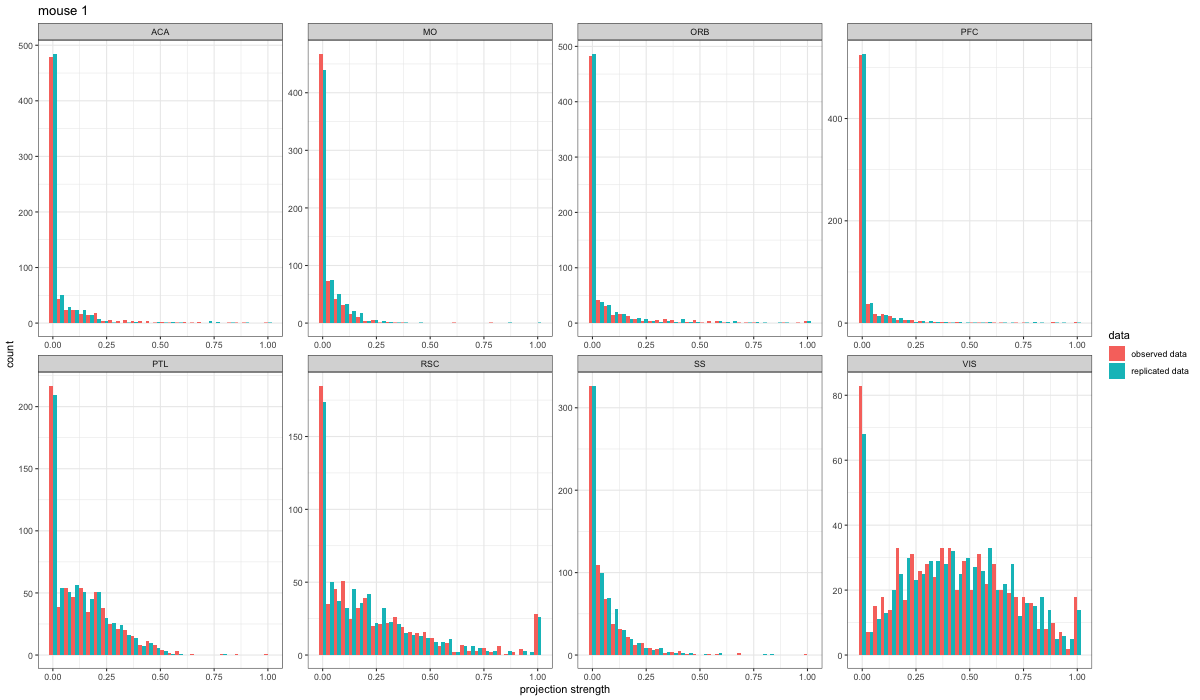 mouse 1
ACA
MO
ORB
PFC
500
400
300
200
100
0
400
300
200
100
0
500
400
300
200
100
0
400
200
0
0.00 0.25 0.50 0.75 1.00
0.00 0.25 0.50 0.75 1.00
0.00 0.25 0.50 0.75 1.00
0.00 0.25 0.50 0.75 1.00
count
PTL
RSC
SS
VIS
200
150
100
50
0
150
100
50
0
300
200
100
0
80
60
40
20
0
0.00 0.25 0.50 0.75 1.00
0.00 0.25 0.50 0.75 1.00
0.00 0.25 0.50 0.75 1.00
0.00 0.25 0.50 0.75 1.00
projection strength
data
observed data
replicated data